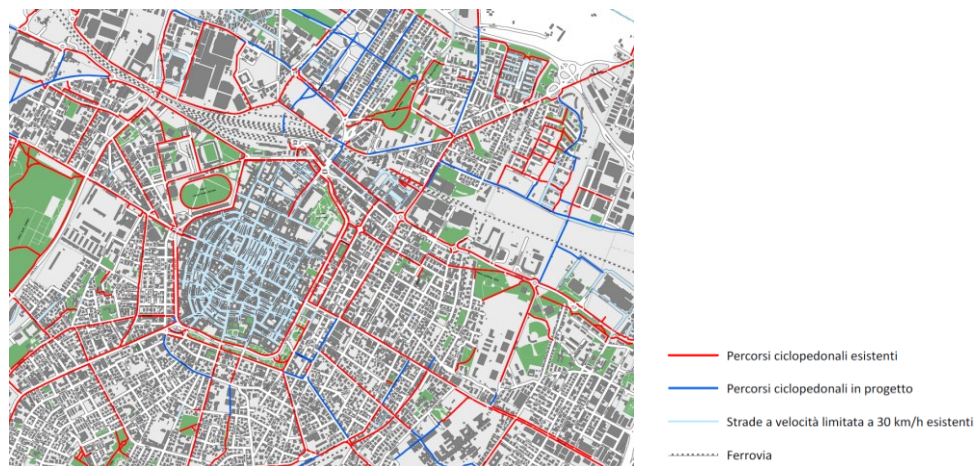 Percorsi ciclopedonali esistenti
Percorsi ciclopedonali in progetto
Strade a velocità limitata a 30 km/h esistenti
Ferrovia